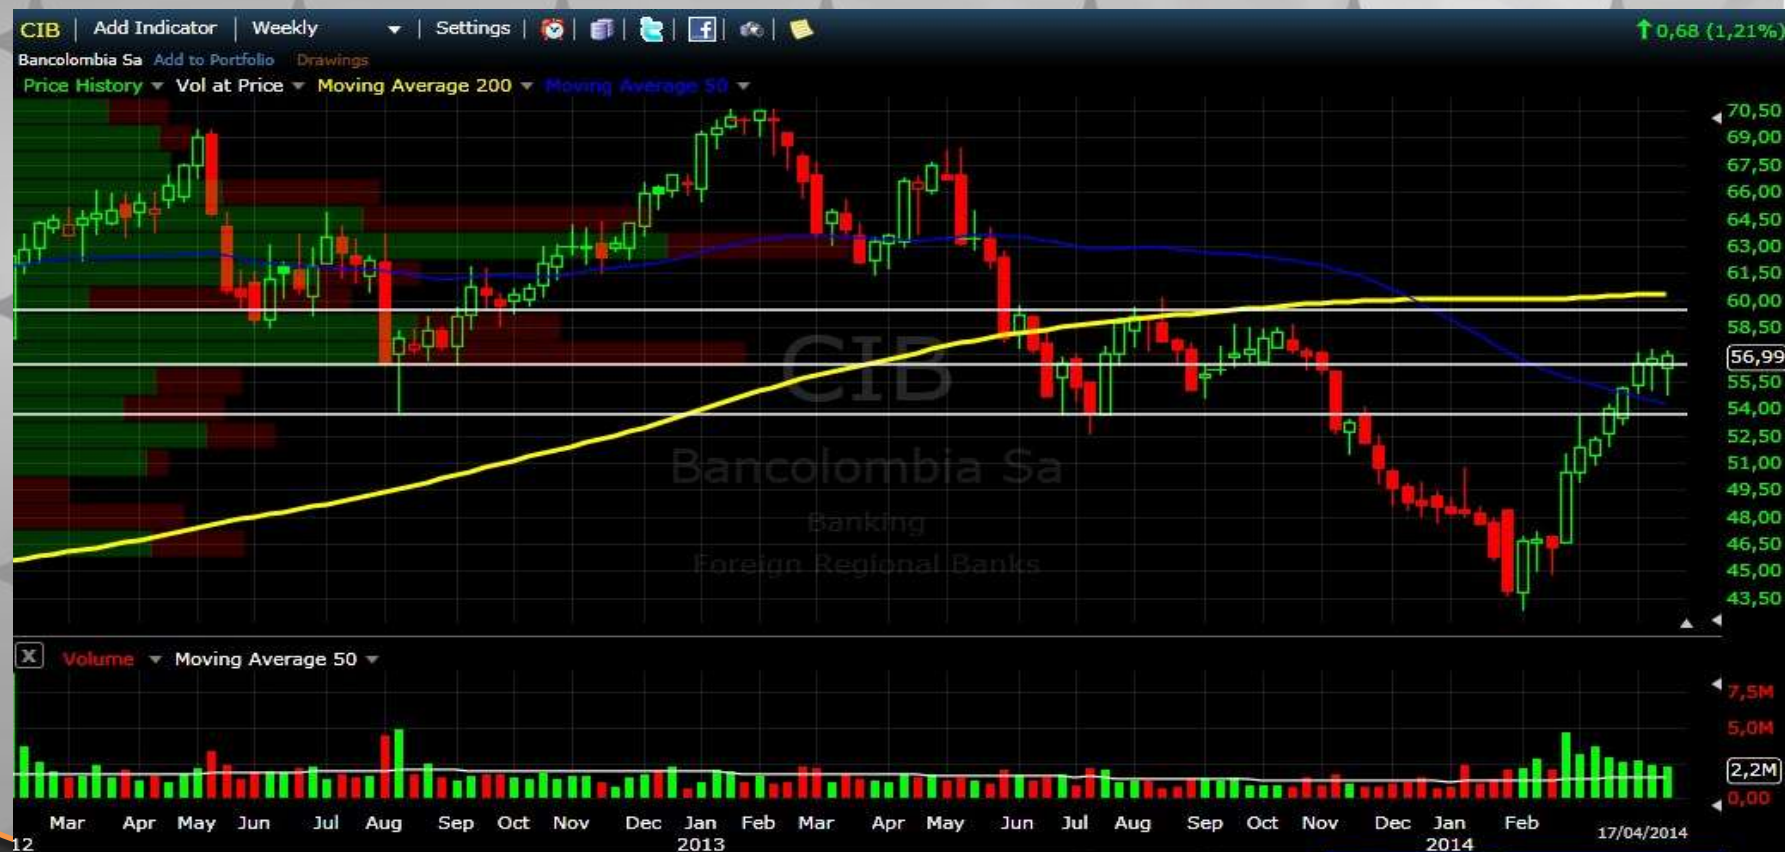 CIB Add Indicator Weekly Settings 0,68 (1,21%)
Bancolombia Sa Add to Portfolio Drawings
Price History Vol at Price Moving Average 200 Moving Average 50
70,50
69,00
67,50
66,00
64,50
63,00
61,50
60,00
58,50
56,99
55,50
54,00
52,50
51,00
49,50
48,00
46,50
45,00
43,50
CIB
Bancolombia Sa
Banking
Foreign Regional Banks
X Volume Moving Average 50
7,5M
5,0M
2,2M
0,00
Mar Apr May Jun Jul Aug Sep Oct Nov Dec Jan Feb Mar Apr May Jun Jul Aug Sep Oct Nov Dec Jan Feb 17/04/2014
12 2013 2014